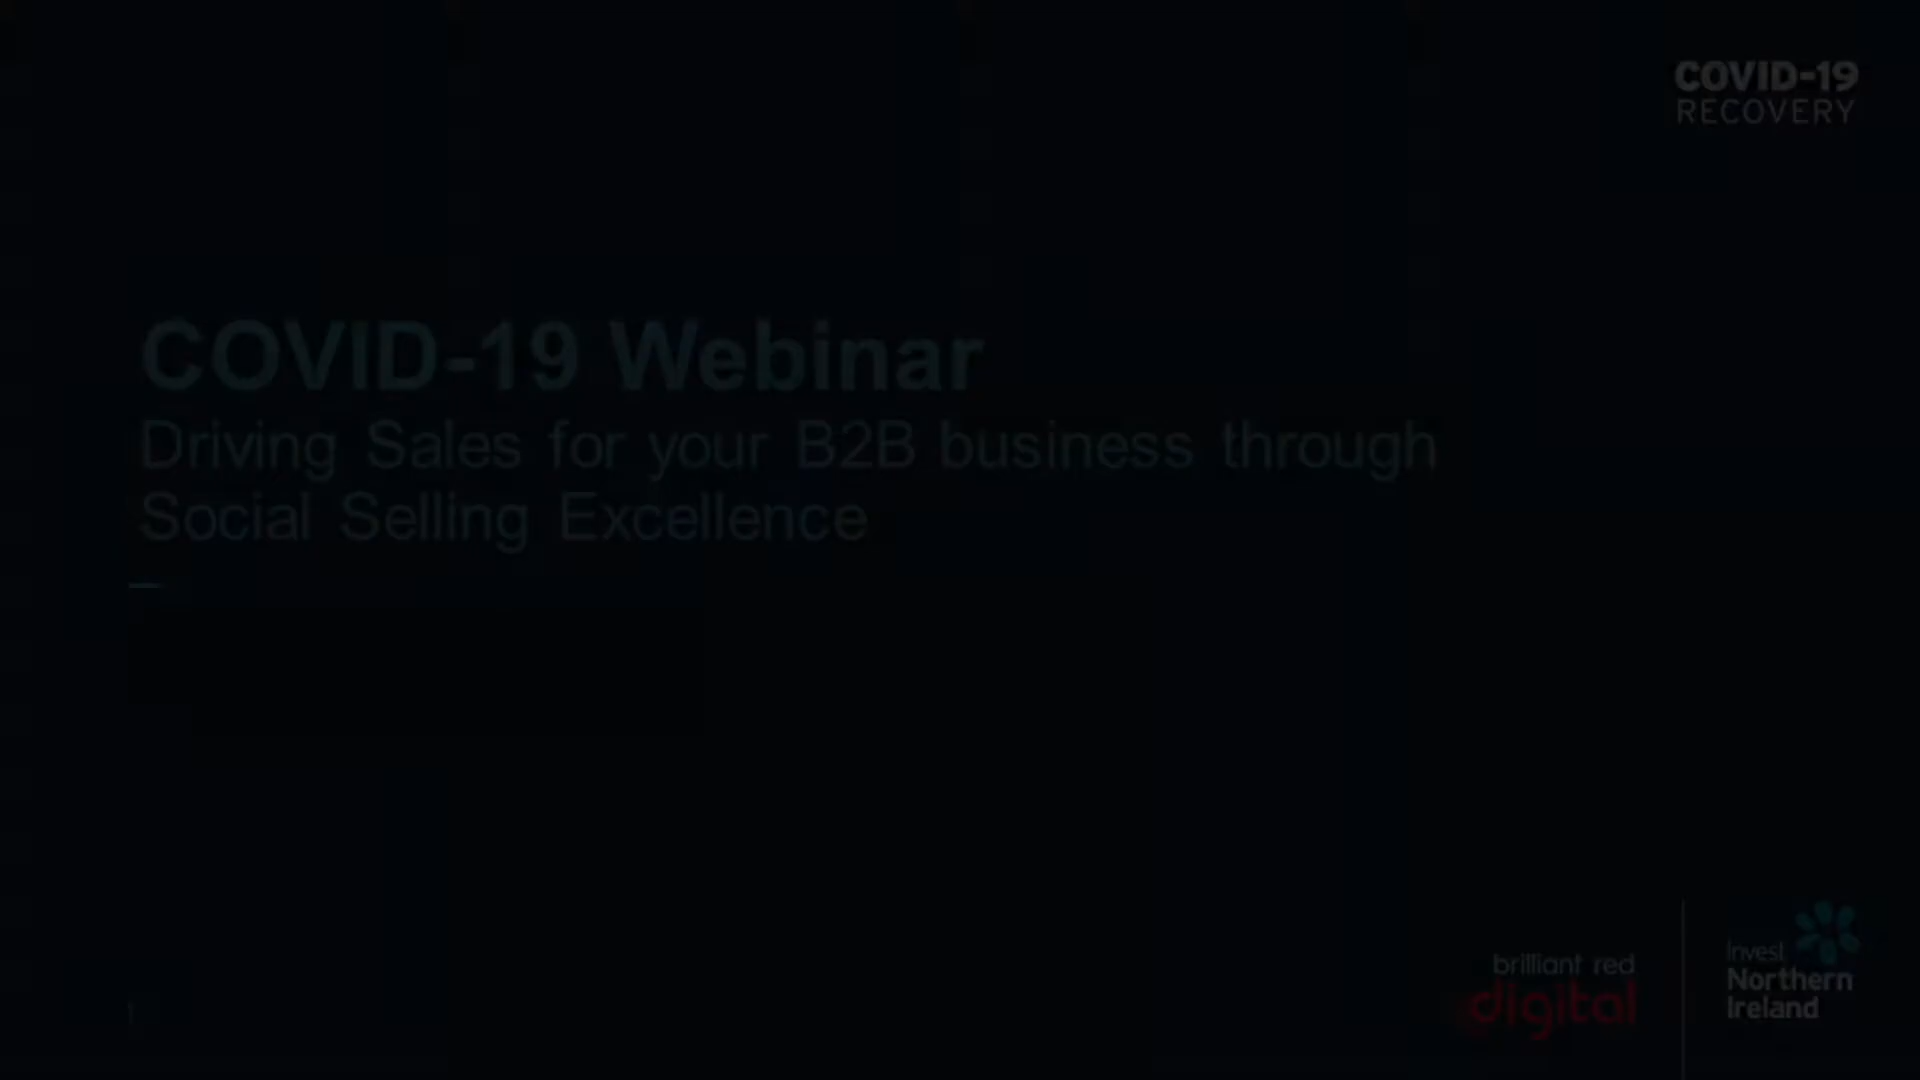 COVID-19
RECOVERY
COVID-19 Webinar
Driving Sales for your B2B business through
Social Selling Excellence
brilliant red
digital
Invest
Northern
Ireland
1